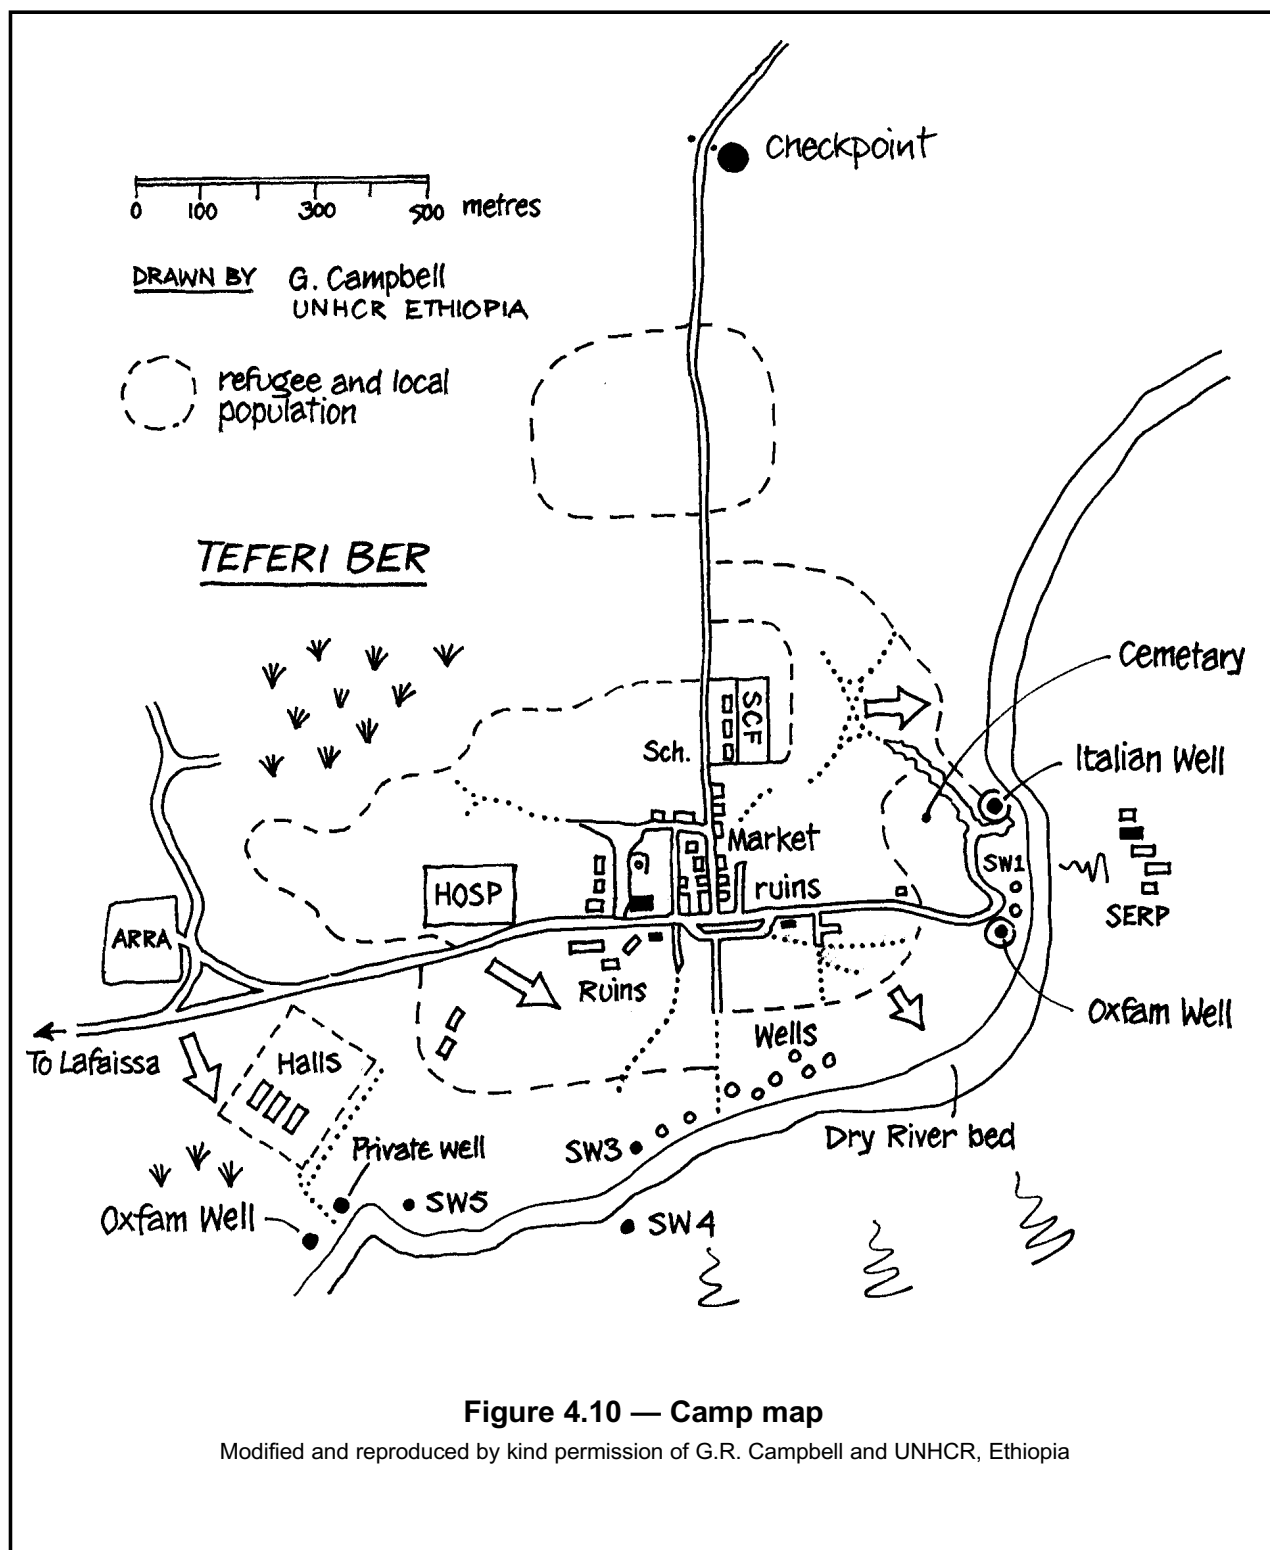 Checkpoint
0 100 300 500 metres
DRAWN BY G. Campbell
UNHCR ETHIOPIA
refugee and local
population
TEFERI BER
Cemetary
SCF
Sch.
Italian Well
Market
SW1
HOSP
ruins
SERP
ARRA
Ruins
Oxfam Well
Wells
To Lafaissa
Halls
Dry River bed
Private well
SW3
SW5
Oxfam Well
SW4
Figure 4.10 — Camp map
Modified and reproduced by kind permission of G.R. Campbell and UNHCR, Ethiopia